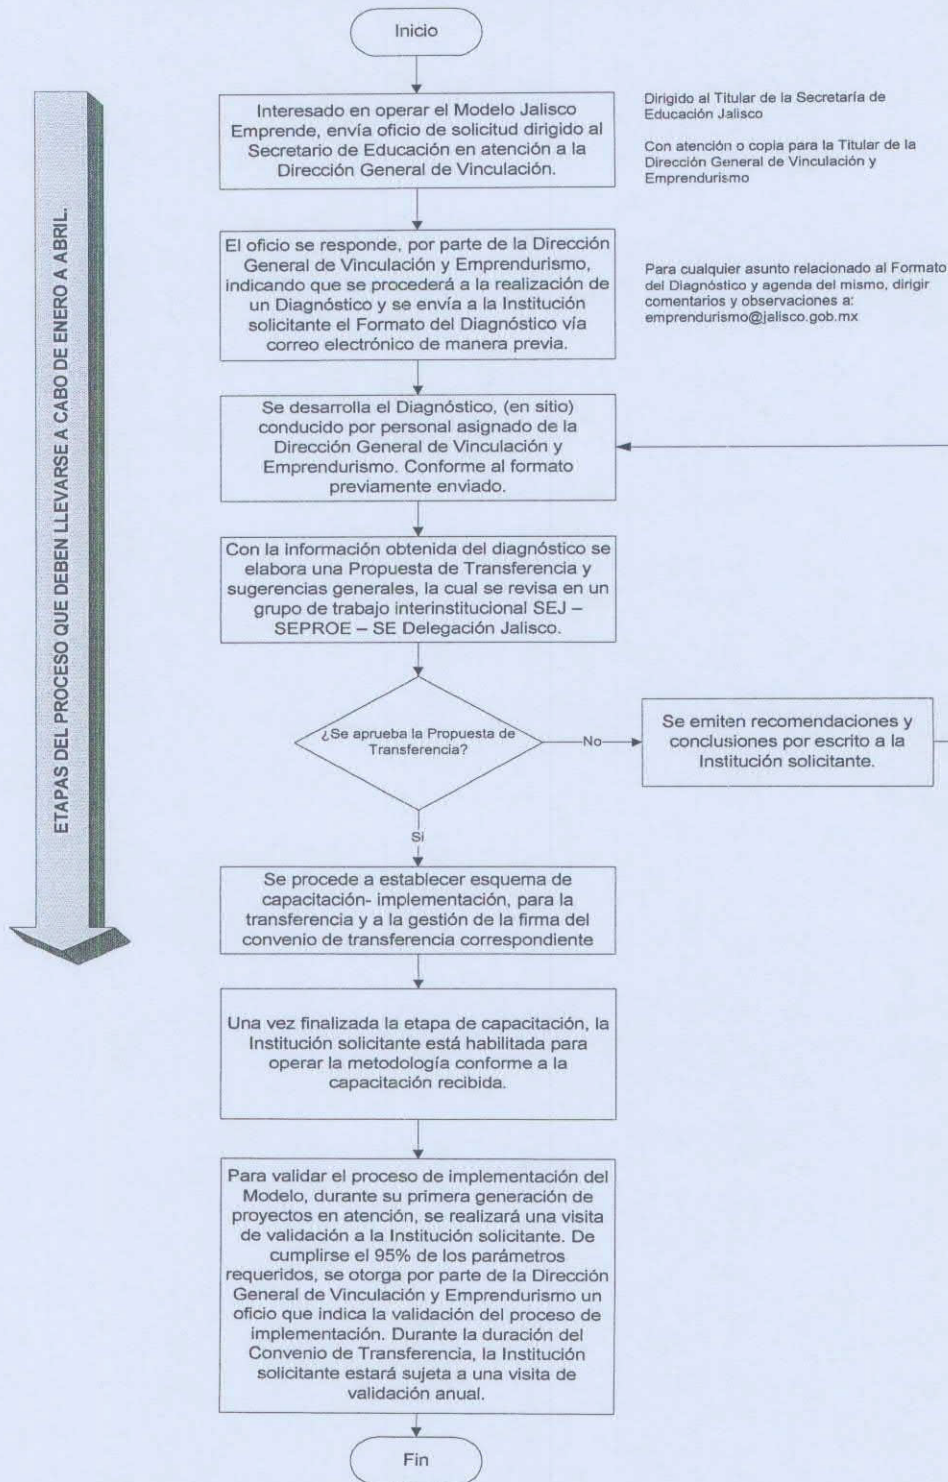 Inicio
ETAPAS DEL PROCESO QUE DEBEN LLEVARSE A CABO DE ENERO A ABRIL.
Interesado en operar el Modelo Jalisco
Emprende, envía oficio de solicitud dirigido al
Secretario de Educación en atención a la
Dirección General de Vinculación.
Dirigido al Titular de la Secretaría de
Educación Jalisco
Con atención o copia para la Titular de la
Dirección General de Vinculación y
Emprendurismo
El oficio se responde, por parte de la Dirección
General de Vinculación y Emprendurismo,
indicando que se procederá a la realización de
un Diagnóstico y se envía a la Institución
solicitante el Formato del Diagnóstico vía
correo electrónico de manera previa.
Para cualquier asunto relacionado al Formato
del Diagnóstico y agenda del mismo, dirigir
comentarios y observaciones a:
emprendurismo@jalisco.gob.mx
Se desarrolla el Diagnóstico, (en sitio)
conducido por personal asignado de la
Dirección General de Vinculación y
Emprendurismo. Conforme al formato
previamente enviado.
Con la información obtenida del diagnóstico se
elabora una Propuesta de Transferencia y
sugerencias generales, la cual se revisa en un
grupo de trabajo interinstitucional SEJ –
SEPROE – SE Delegación Jalisco.
¿Se aprueba la Propuesta de
Transferencia?
No
Se emiten recomendaciones y
conclusiones por escrito a la
Institución solicitante.
Si
Se procede a establecer esquema de
capacitación- implementación, para la
transferencia y a la gestión de la firma del
convenio de transferencia correspondiente
Una vez finalizada la etapa de capacitación, la
Institución solicitante está habilitada para
operar la metodología conforme a la
capacitación recibida.
Para validar el proceso de implementación del
Modelo, durante su primera generación de
proyectos en atención, se realizará una visita
de validación a la Institución solicitante. De
cumplirse el 95% de los parámetros
requeridos, se otorga por parte de la Dirección
General de Vinculación y Emprendurismo un
oficio que indica la validación del proceso de
implementación. Durante la duración del
Convenio de Transferencia, la Institución
solicitante estará sujeta a una visita de
validación anual.
Fin